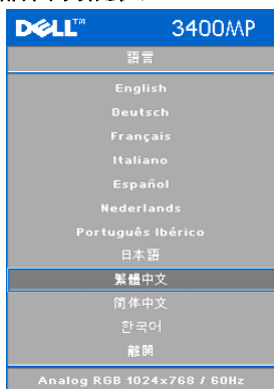 DELL™ 3400MP
語言
English
Deutsch
Français
Italiano
Español
Nederlands
Português Ibérico
日本語
繁體中文
简体中文
한국어
離開
Analog RGB 1024x768 / 60Hz